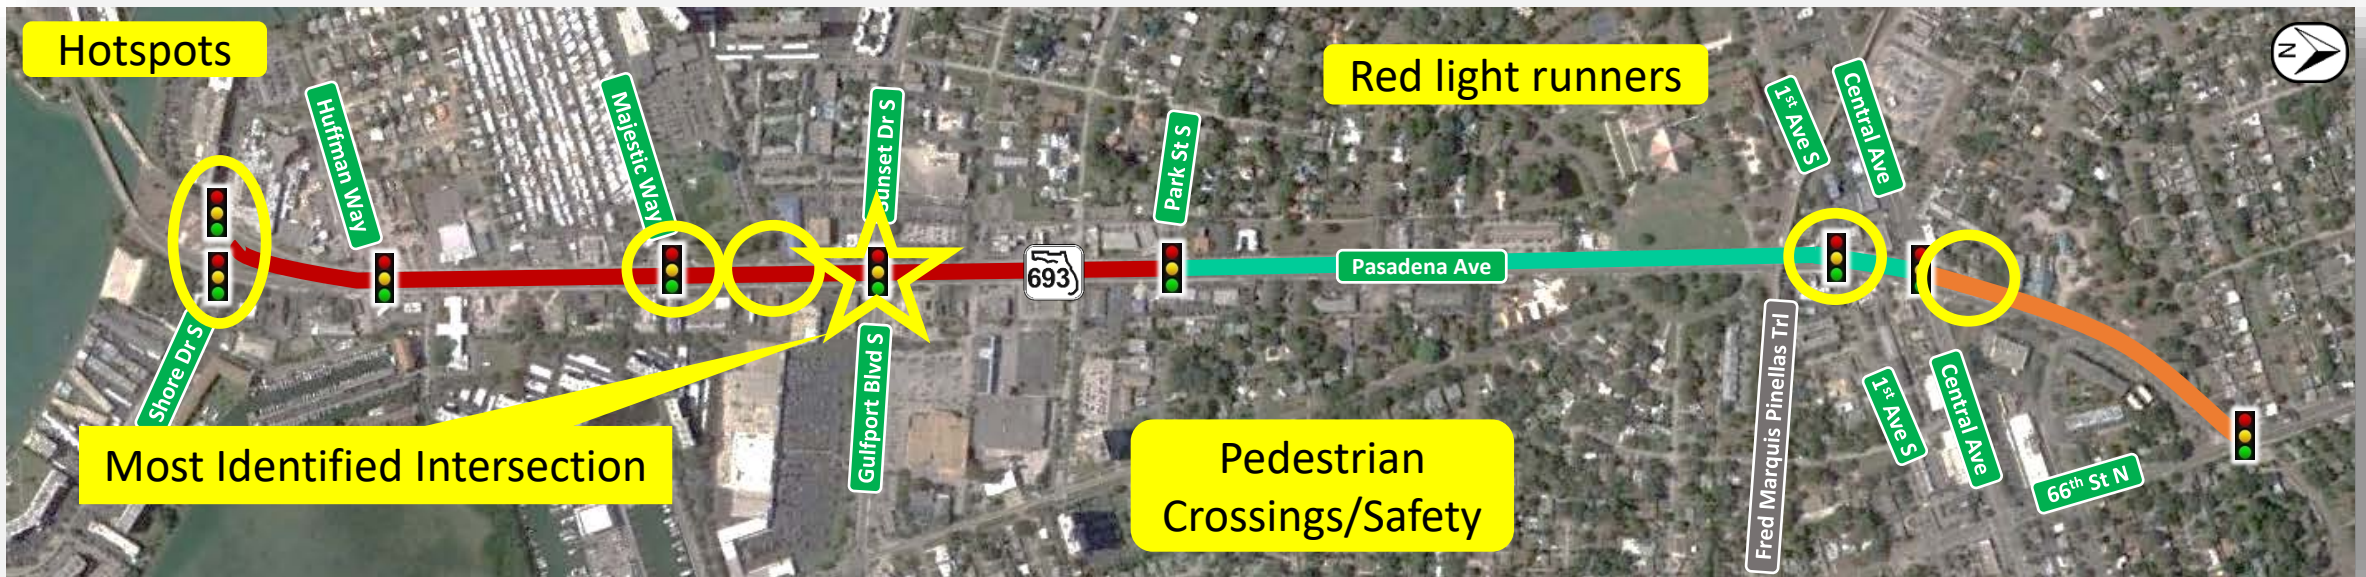 Hotspots
Red light runners
Huffman Way
Majestic Way
Sunset Dr S
Park St S
1st Ave S
Central Ave
N
693
Pasadena Ave
Shore Dr S
Gulfport Blvd S
Most Identified Intersection
Pedestrian
Crossings/Safety
Fred Marquis Pinellas Trl
1st Ave S
Central Ave
66th St N